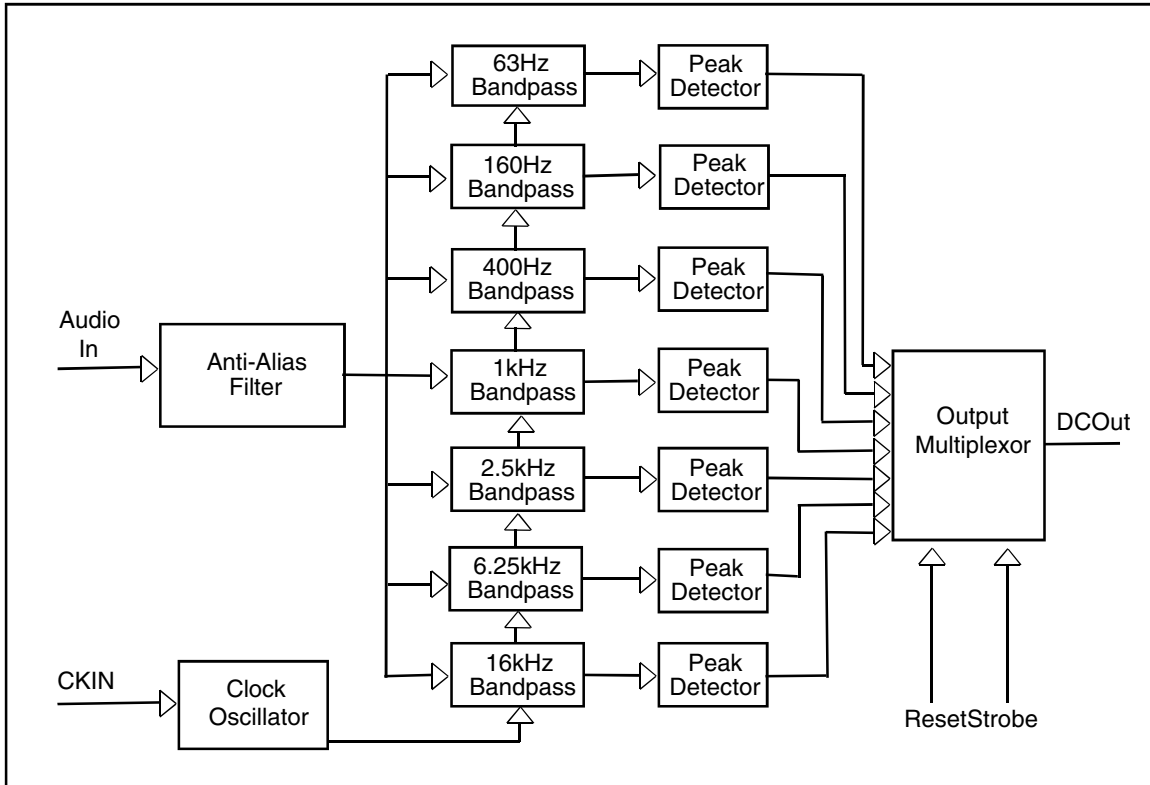 63Hz
Bandpass
Peak
Detector
160Hz
Bandpass
Peak
Detector
400Hz
Bandpass
Peak
Detector
Audio
In
Anti-Alias
Filter
1kHz
Bandpass
Peak
Detector
Output
Multiplexor
DCOut
2.5kHz
Bandpass
Peak
Detector
6.25kHz
Bandpass
Peak
Detector
CKIN
Clock
Oscillator
16kHz
Bandpass
Peak
Detector
ResetStrobe